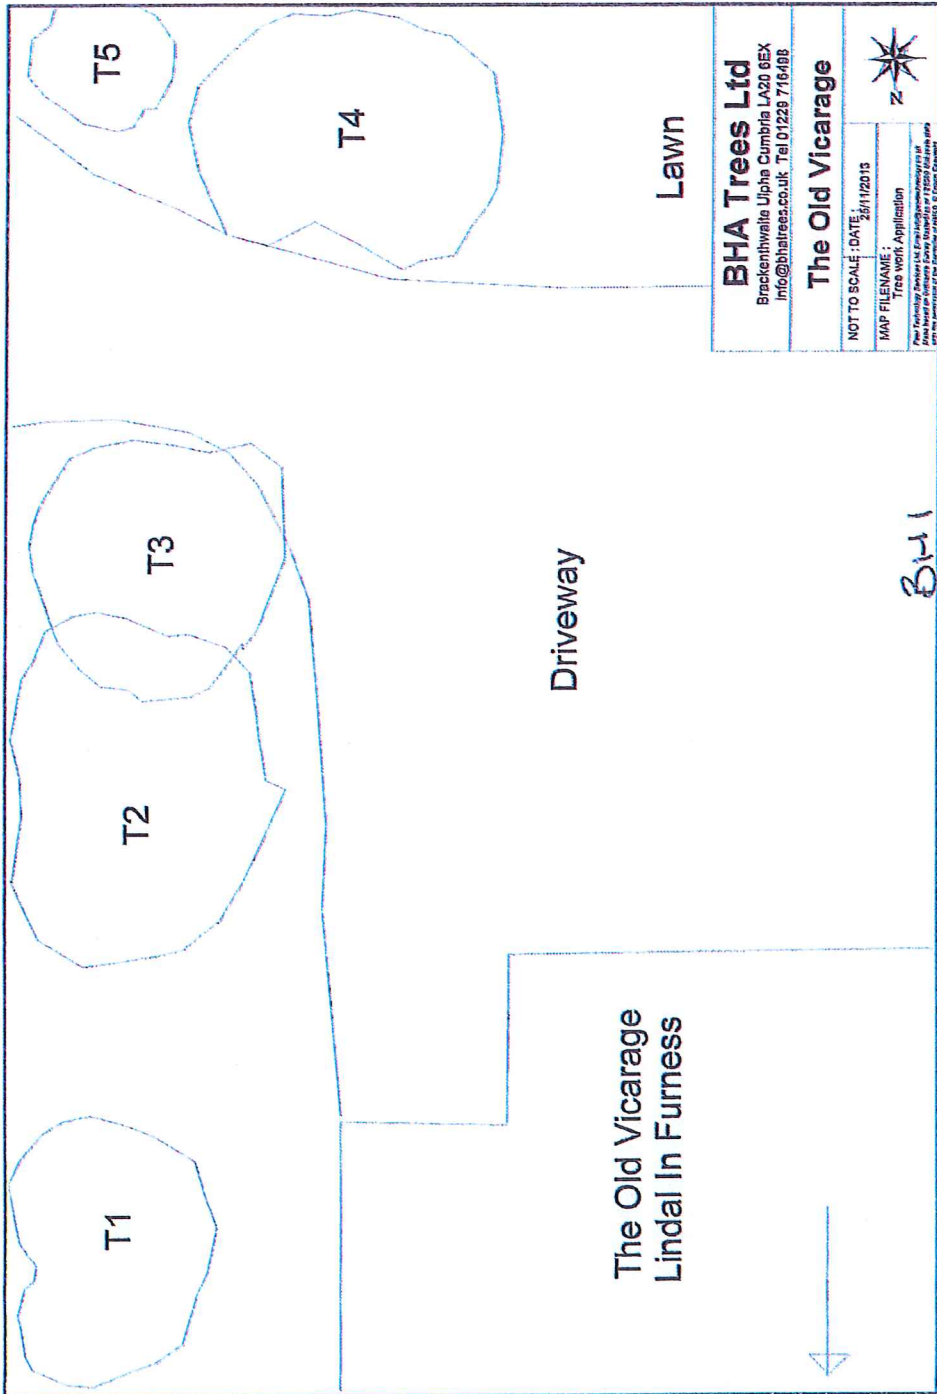 T1
T2
T3
T4
T5
Driveway
Lawn
The Old Vicarage
Lindal In Furness
BHA Trees Ltd
Brackenthwaite Ulpha Cumbria LA20 6EX
info@bhatrees.co.uk Tel 01229 716498
The Old Vicarage
NOT TO SCALE : DATE :
25/11/2013
MAP FILENAME :
Tree work Application
N